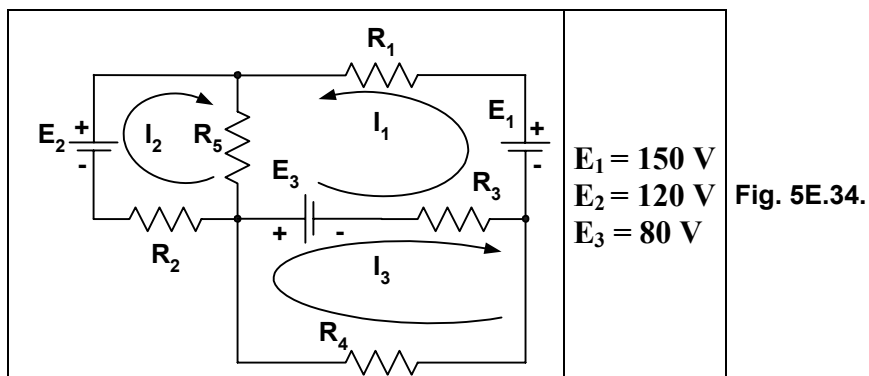 R1
E1
+
-
I1
E2
+
-
I2
R5
E3
R3
+ -
R2
I3
R4
E1 = 150 V
E2 = 120 V
E3 = 80 V
Fig. 5E.34.